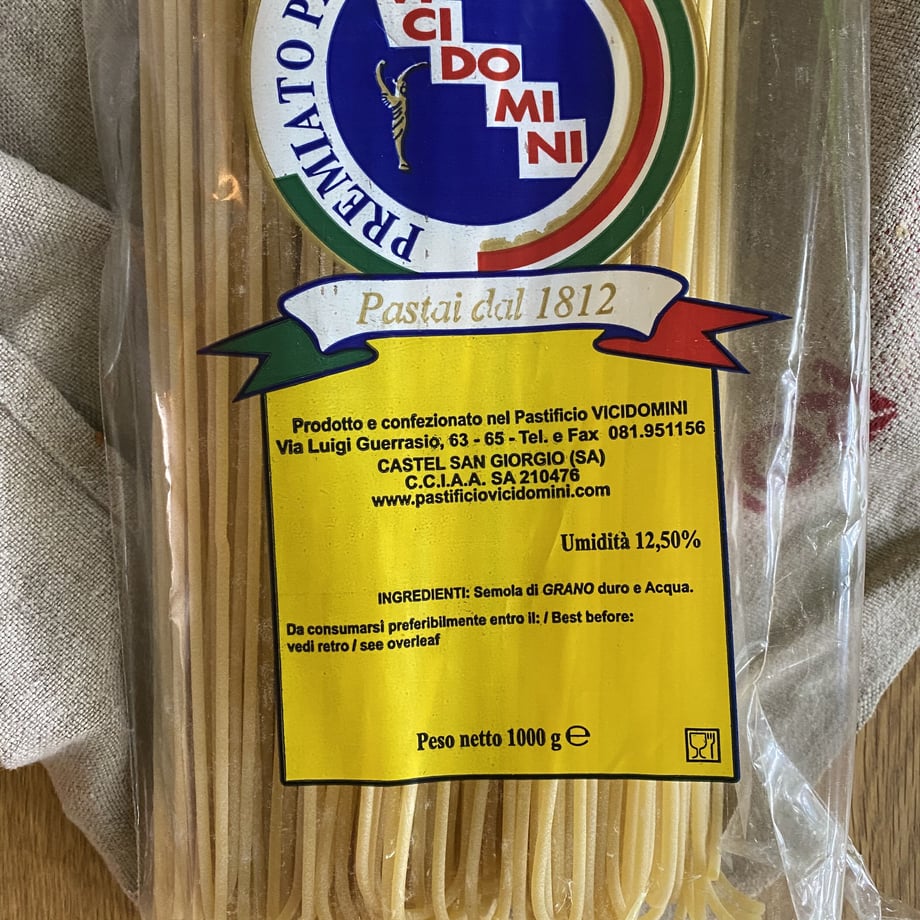 PREMIATO
CI
DO
MI
NI
Pastai dal 1812
Prodotto e confezionato nel Pastificio VICIDOMINI
Via Luigi Guerrasio, 63 - 65 - Tel. e Fax 081.951156
CASTEL SAN GIORGIO (SA)
C.C.I.A.A. SA 210476
www.pastificiovicidomini.com
Umidità 12,50%
INGREDIENTI: Semola di GRANO duro e Acqua.
Da consumarsi preferibilmente entro il: / Best before:
vedi retro / see overleaf
Peso netto 1000 g ℮